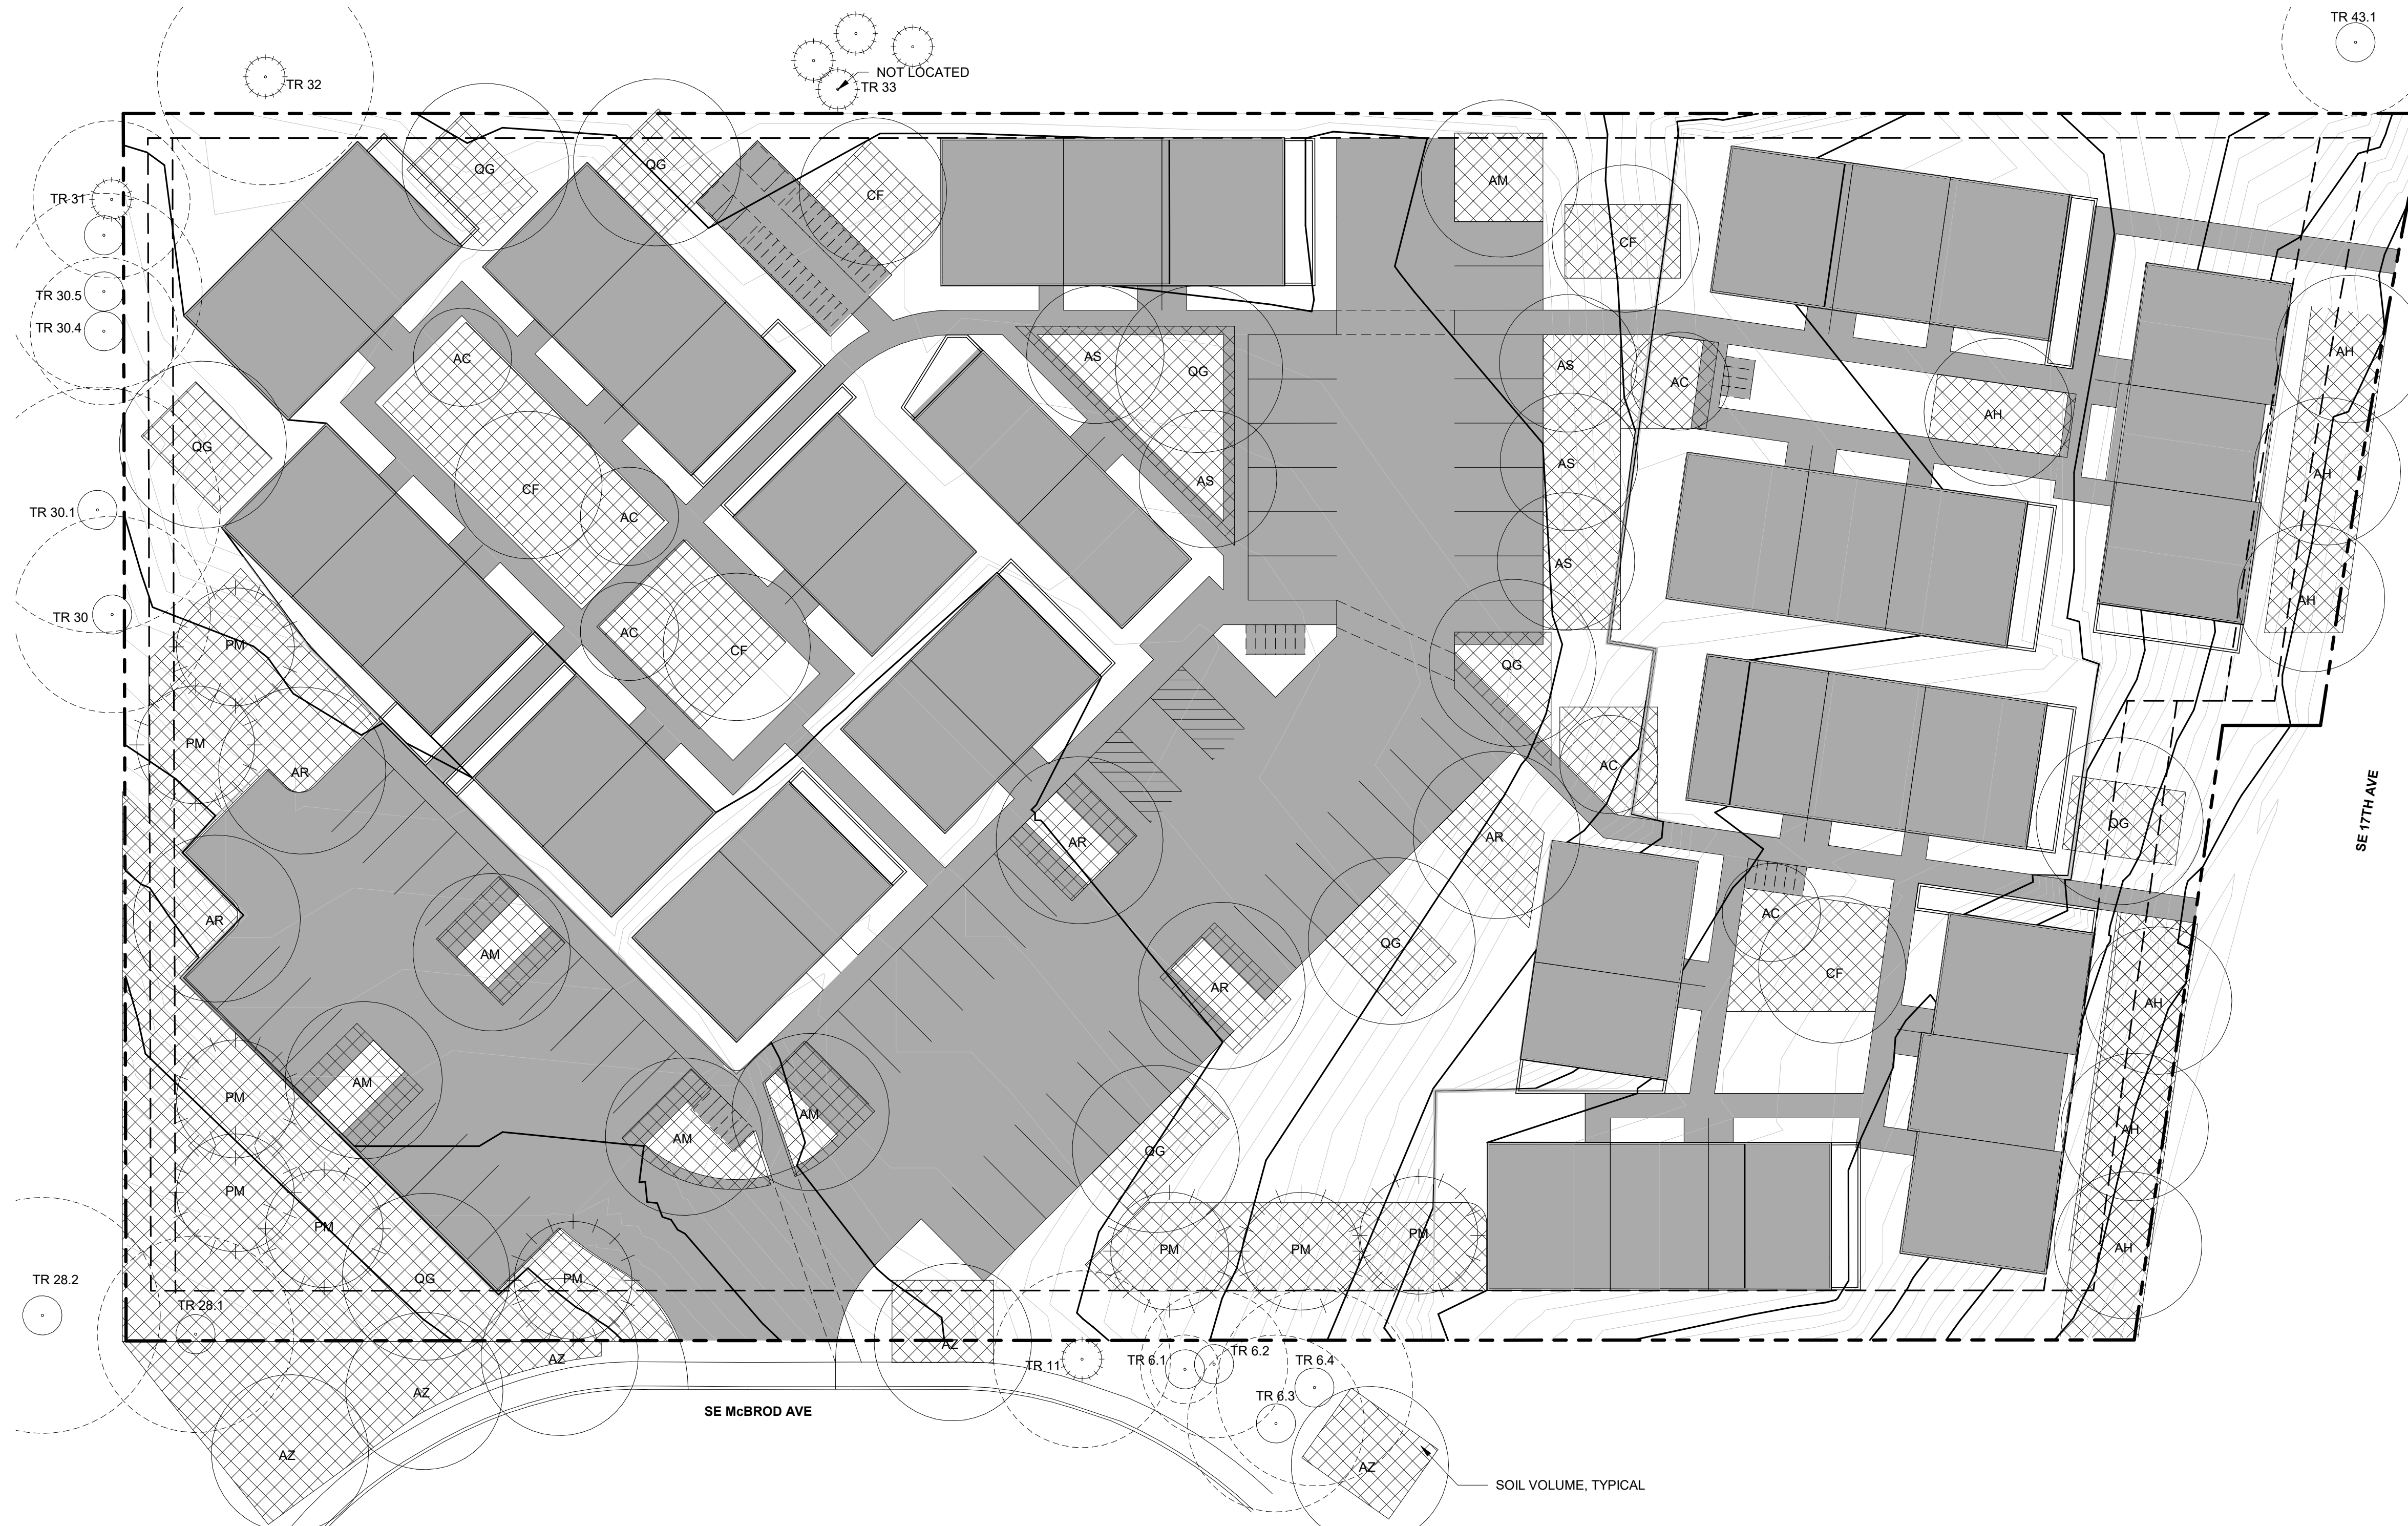 TR 43.1
NOT LOCATED
TR 32
TR 33
QG
QG
CF
AM
TR 31
CF
TR 30.5
TR 30.4
AC
AS
QG
AS
AC
AH
AH
QG
CF
AC
AS
AS
AH
AH
TR 30.1
AS
AH
TR 30
PM
AC
CF
QG
PM
AR
AC
SE 17TH AVE
AR
AR
QG
AR
AM
QG
AC
AR
CF
AH
AM
PM
AM
AM
AH
QG
PM
PM
PM
PM
PM
AH
TR 28.2
QG
PM
TR 28.1
AZ
AZ
AZ
TR 11
TR 6.1
TR 6.2
TR 6.4
TR 6.3
SE McBROD AVE
AZ
AZ
SOIL VOLUME, TYPICAL